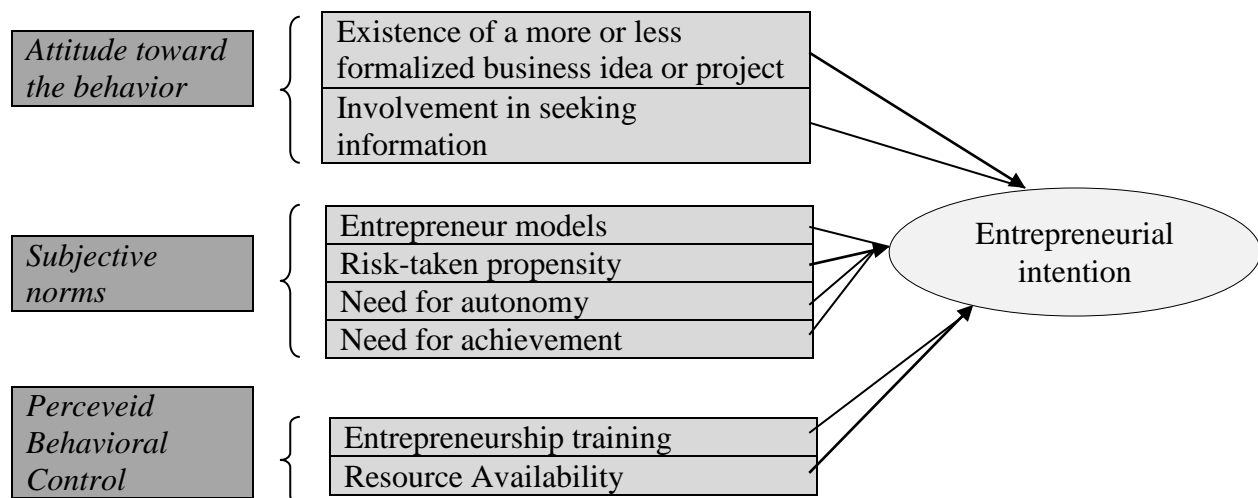 Attitude toward
the behavior
Existence of a more or less
formalized business idea or project
Involvement in seeking
information
Subjective
norms
Entrepreneur models
Risk-taken propensity
Need for autonomy
Need for achievement
Perceveid
Behavioral
Control
Entrepreneurship training
Resource Availability
Entrepreneurial
intention